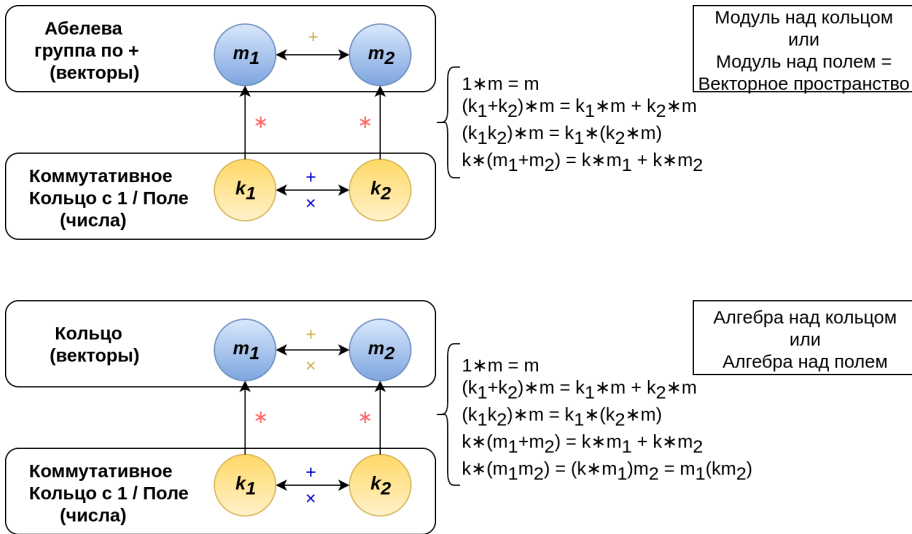 Абелева
группа по +
(векторы)
m1
+
m2
*
*
Коммутативное
Кольцо с 1 / Поле
(числа)
k1
+
×
k2
1∗m = m
(k1+k2)∗m = k1∗m + k2∗m
(k1k2)∗m = k1∗(k2∗m)
k∗(m1+m2) = k∗m1 + k∗m2
Модуль над кольцом
или
Модуль над полем =
Векторное пространство
Кольцо
(векторы)
m1
+
×
m2
*
*
Коммутативное
Кольцо с 1 / Поле
(числа)
k1
+
×
k2
1∗m = m
(k1+k2)∗m = k1∗m + k2∗m
(k1k2)∗m = k1∗(k2∗m)
k∗(m1+m2) = k∗m1 + k∗m2
k∗(m1m2) = (k∗m1)m2 = m1(km2)
Алгебра над кольцом
или
Алгебра над полем